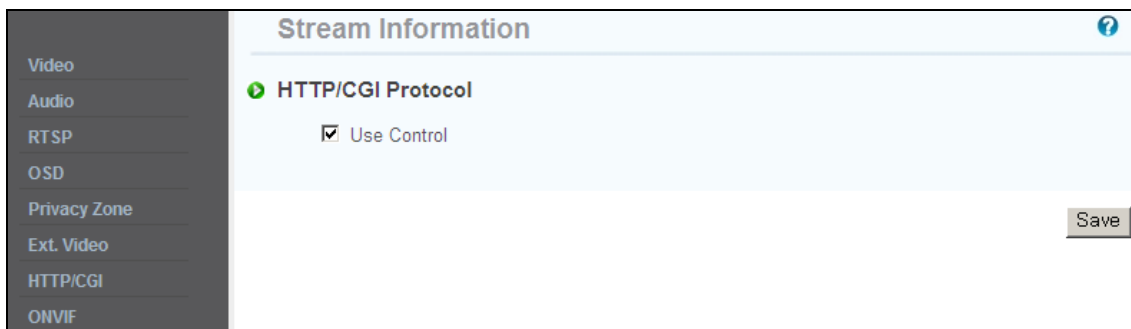 Stream Information
Video
Audio
RTSP
OSD
Privacy Zone
Ext. Video
HTTP/CGI
ONVIF
HTTP/CGI Protocol
Use Control
Save